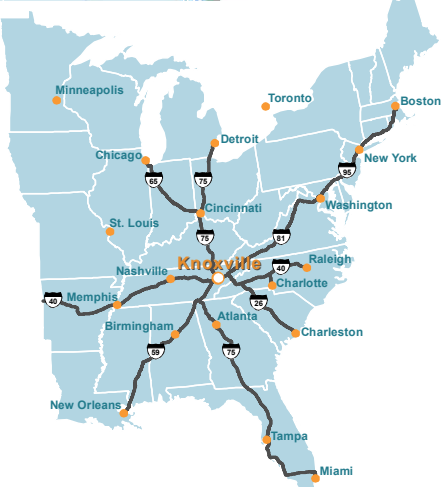 Minneapolis
Toronto
Boston
Detroit
Chicago
New York
95
65
75
Washington
Cincinnati
St. Louis
75
81
Knoxville
Raleigh
40
Nashville
Charlotte
40
Memphis
26
Atlanta
Birmingham
Charleston
59
75
New Orleans
Tampa
Miami